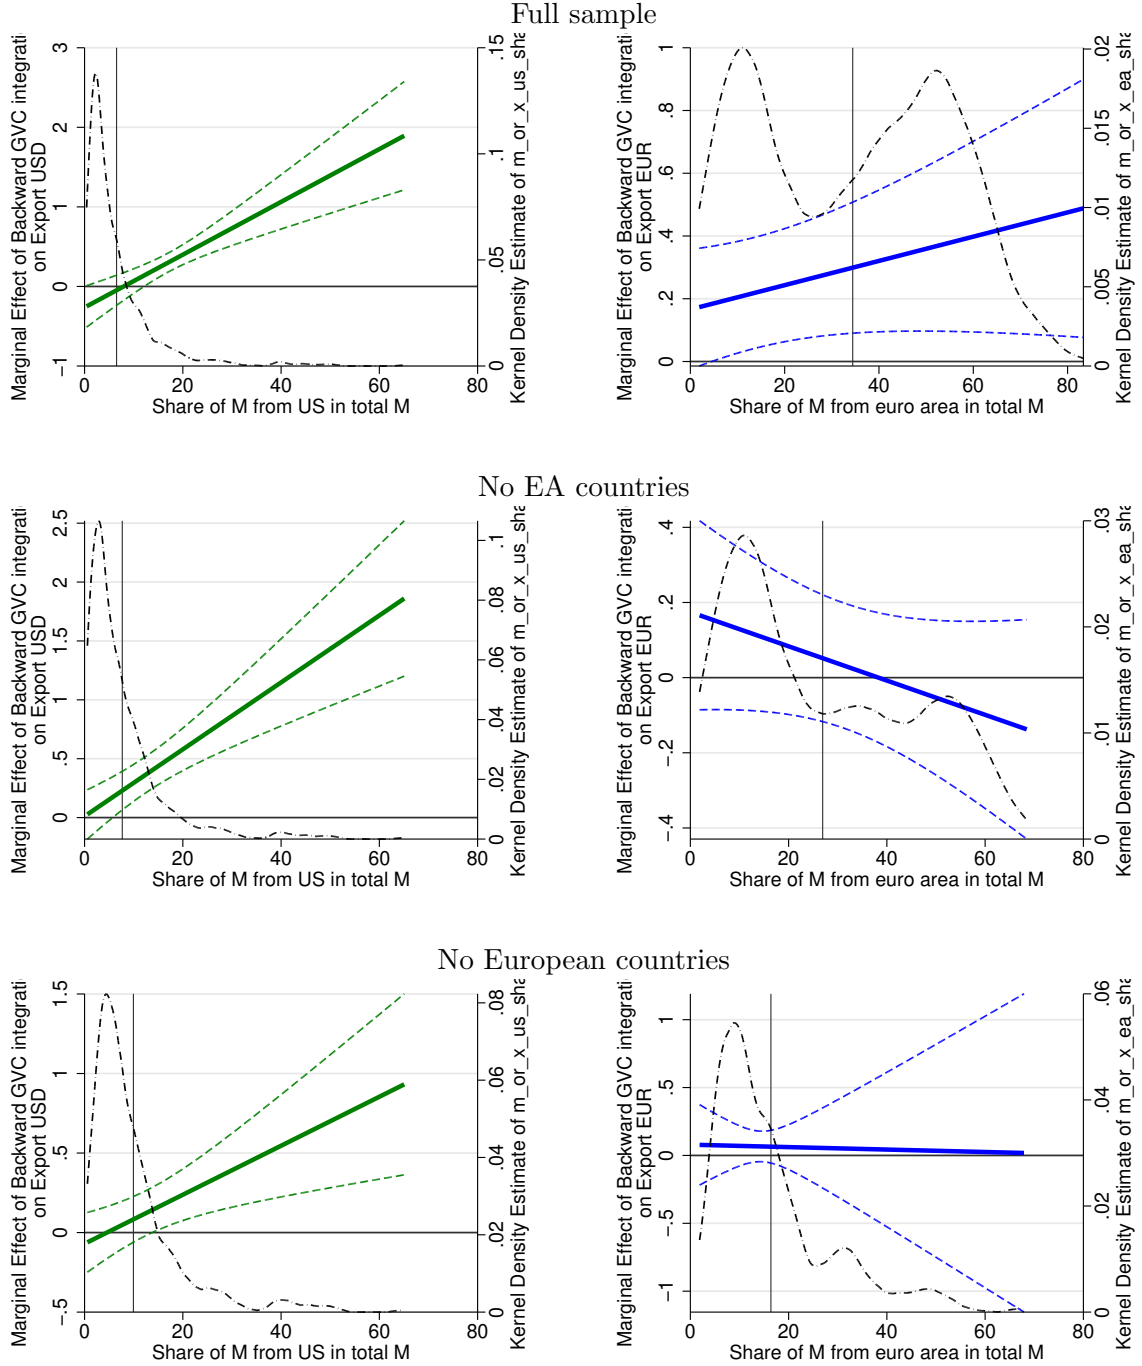 Full sample
Marginal Effect of Backward GVC integrati
on Export USD
3
2
1
0
−1
.15
.1
.05
0
Kernel Density Estimate of m_or_x_us_sha
0 20 40 60 80
Share of M from US in total M
Marginal Effect of Backward GVC integrati
on Export EUR
1
.8
.6
.4
.2
0
.02
.015
.01
.005
0
Kernel Density Estimate of m_or_x_ea_sha
0 20 40 60 80
Share of M from euro area in total M
No EA countries
Marginal Effect of Backward GVC integrati
on Export USD
2.5
2
1.5
1
.5
0
.1
.08
.06
.04
.02
0
Kernel Density Estimate of m_or_x_us_sha
0 20 40 60 80
Share of M from US in total M
Marginal Effect of Backward GVC integrati
on Export EUR
.4
.2
0
−.2
−.4
.03
.02
.01
0
Kernel Density Estimate of m_or_x_ea_sha
0 20 40 60 80
Share of M from euro area in total M
No European countries
Marginal Effect of Backward GVC integrati
on Export USD
1.5
1
.5
0
−.5
.08
.06
.04
.02
0
Kernel Density Estimate of m_or_x_us_sha
0 20 40 60 80
Share of M from US in total M
Marginal Effect of Backward GVC integrati
on Export EUR
1
.5
0
−.5
−1
.06
.04
.02
0
Kernel Density Estimate of m_or_x_ea_sha
0 20 40 60 80
Share of M from euro area in total M